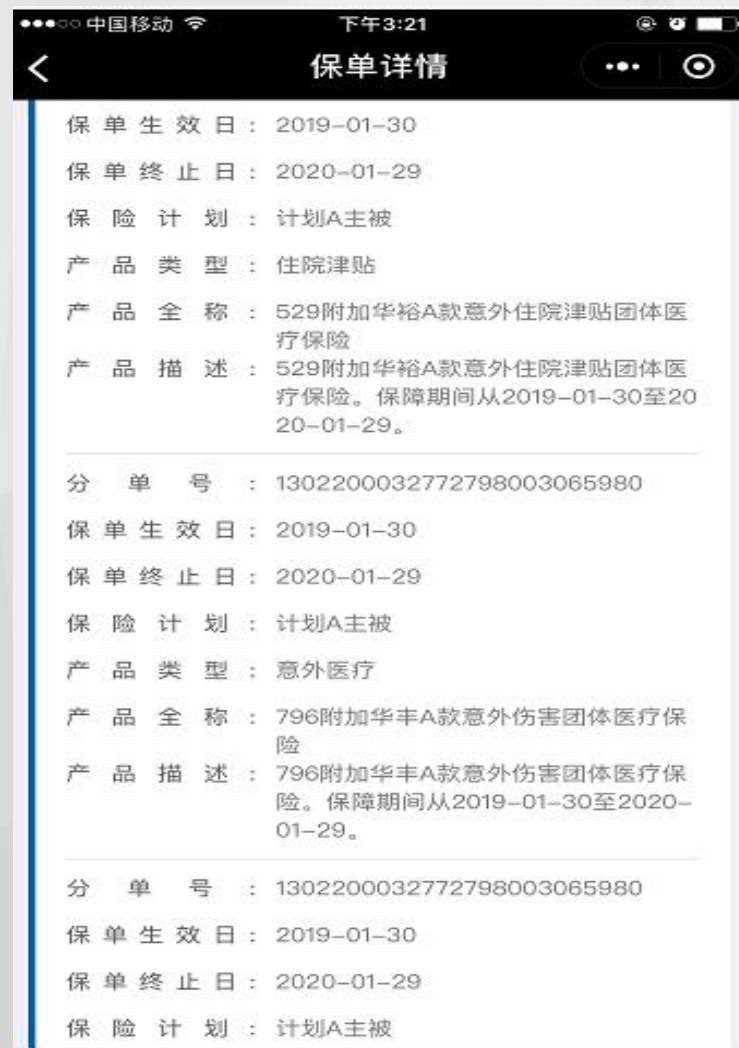 中国移动 下午3:21
保单详情
保单生效日: 2019-01-30
保单终止日: 2020-01-29
保险计划: 计划A主被
产品类型: 住院津贴
产品全称: 529附加华裕A款意外住院津贴团体医
疗保险
产品描述: 529附加华裕A款意外住院津贴团体医
疗保险。保障期间从2019-01-30至20
20-01-29。
分单号: 1302200032772798003065980
保单生效日: 2019-01-30
保单终止日: 2020-01-29
保险计划: 计划A主被
产品类型: 意外医疗
产品全称: 796附加华丰A款意外伤害团体医疗保
险
产品描述: 796附加华丰A款意外伤害团体医疗保
险。保障期间从2019-01-30至2020-
01-29。
分单号: 1302200032772798003065980
保单生效日: 2019-01-30
保单终止日: 2020-01-29
保险计划: 计划A主被